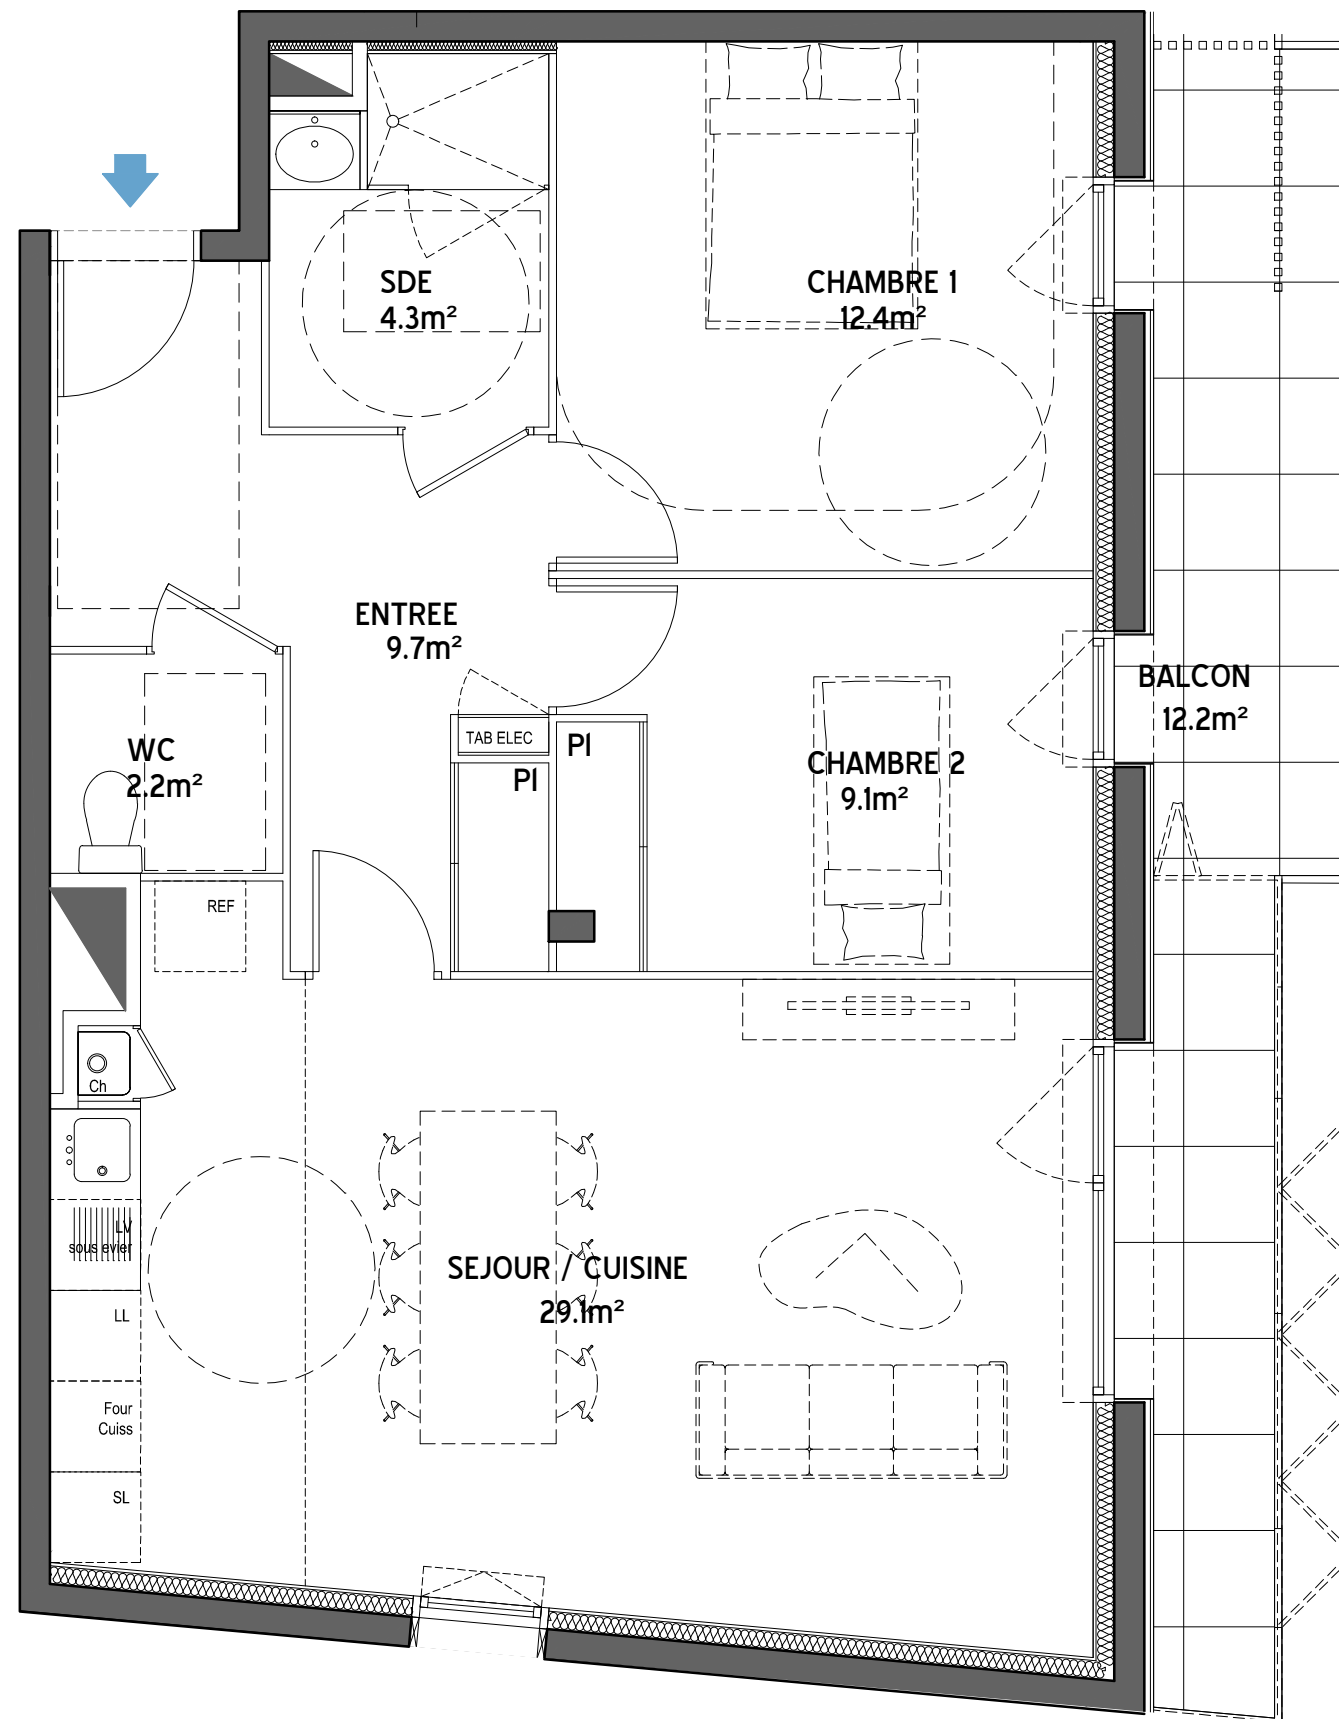 SDE
4.3m²
CHAMBRE 1
12.4m²
ENTREE
9.7m²
BALCON
12.2m²
WC
2.2m²
TAB ELEC
PI
PI
CHAMBRE 2
9.1m²
REF
Ch
LV
sous evier
SEJOUR / CUISINE
29.1m²
LL
Four
Cuiss
SL